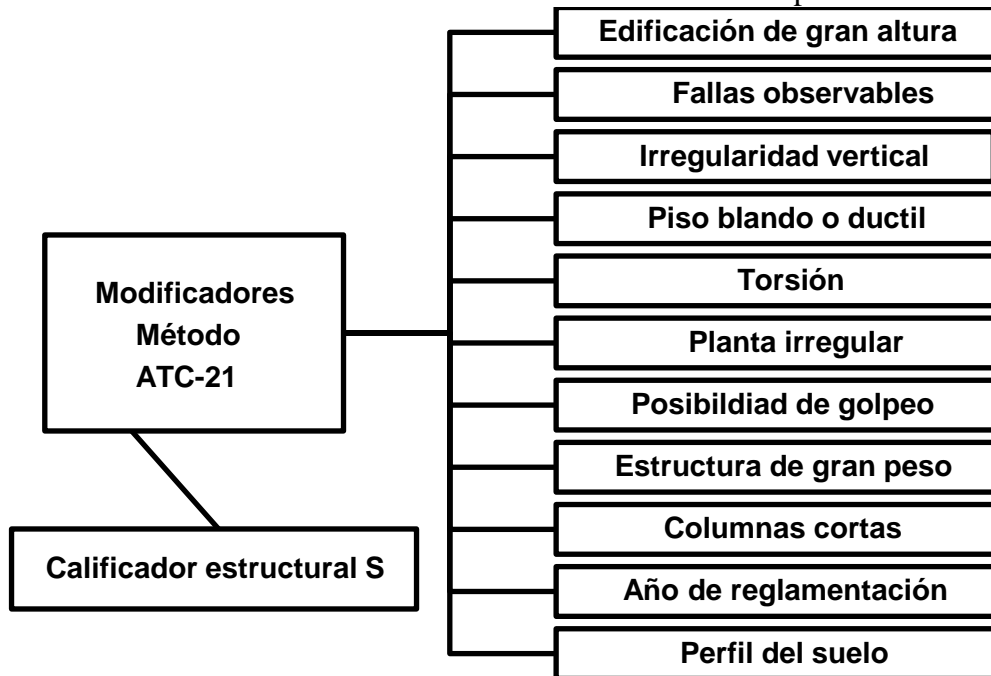 Edificación de gran altura
Fallas observables
Irregularidad vertical
Piso blando o ductil
Torsión
Planta irregular
Posibildiad de golpeo
Estructura de gran peso
Columnas cortas
Año de reglamentación
Perfil del suelo
Modificadores
Método
ATC-21
Calificador estructural S